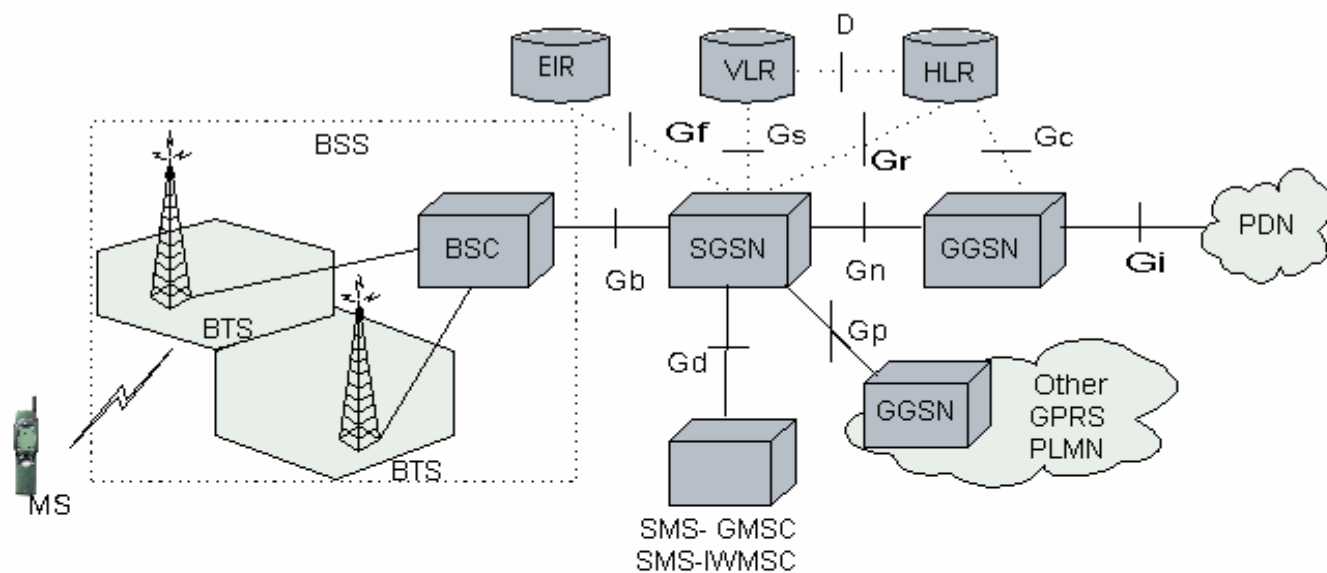 D
EIR
VLR
HLR
Gf
Gs
Gr
Gc
BSS
BSC
SGSN
GGSN
PDN
Gb
Gn
Gi
BTS
Gd
Gp
GGSN
Other
GPRS
PLMN
BTS
MS
SMS- GMSC
SMS-IWMSC